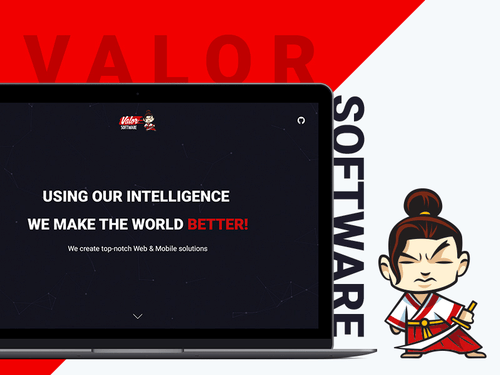 VALOR
SOFTWARE
Valor
SOFTWARE
USING OUR INTELLIGENCE
WE MAKE THE WORLD BETTER!
We create top-notch Web & Mobile solutions